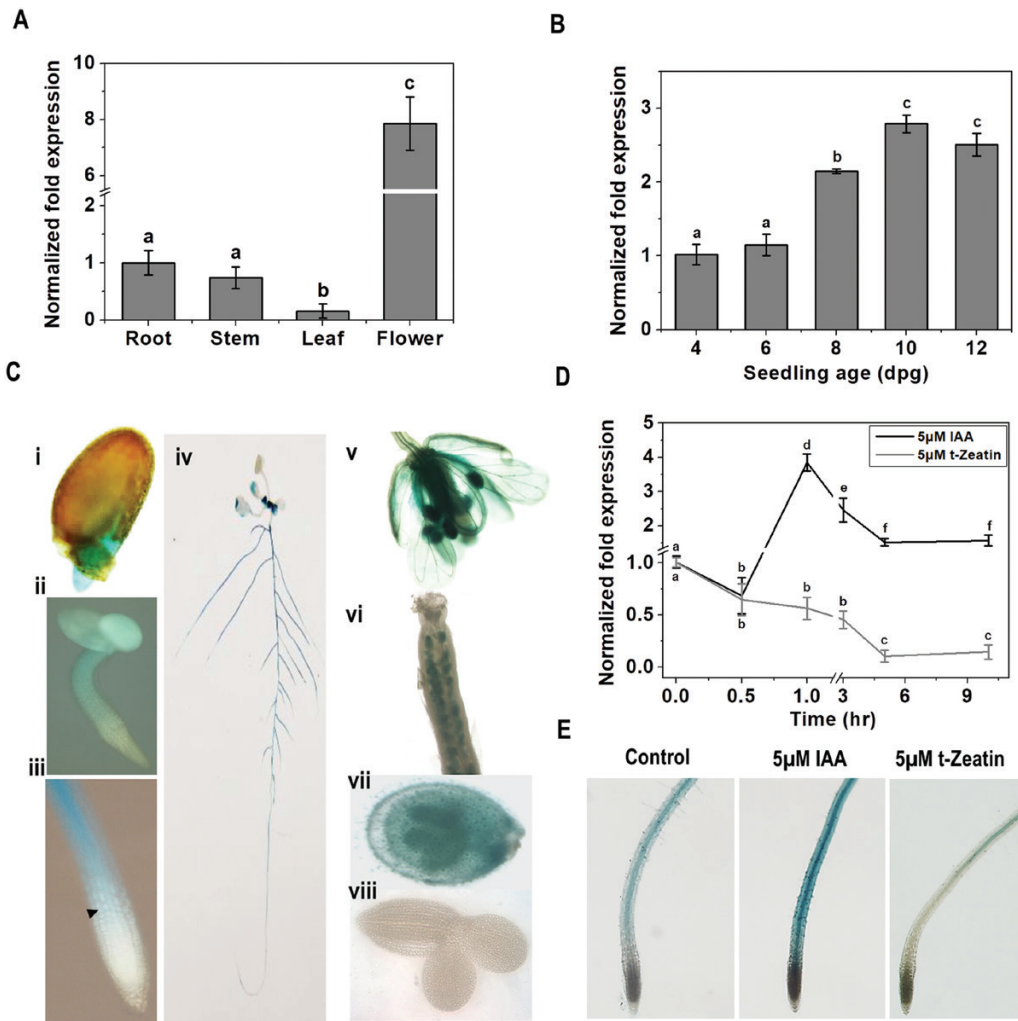 A
Normalized fold expression
10
8
6
2
1
0
a
a
b
c
Root Stem Leaf Flower
B
Normalized fold expression
3
2
1
0
a
a
b
c
c
4 6 8 10 12
Seedling age (dpg)
C
i
ii
iii
iv
v
vi
vii
viii
D
Normalized fold expression
5
4
3
2
1.0
0.5
0.0
5µM IAA
5µM t-Zeatin
a
a
b
b
d
e
f
f
b
b
c
c
0.0 0.5 1.0 3 6 9
Time (hr)
E
Control 5µM IAA 5µM t-Zeatin